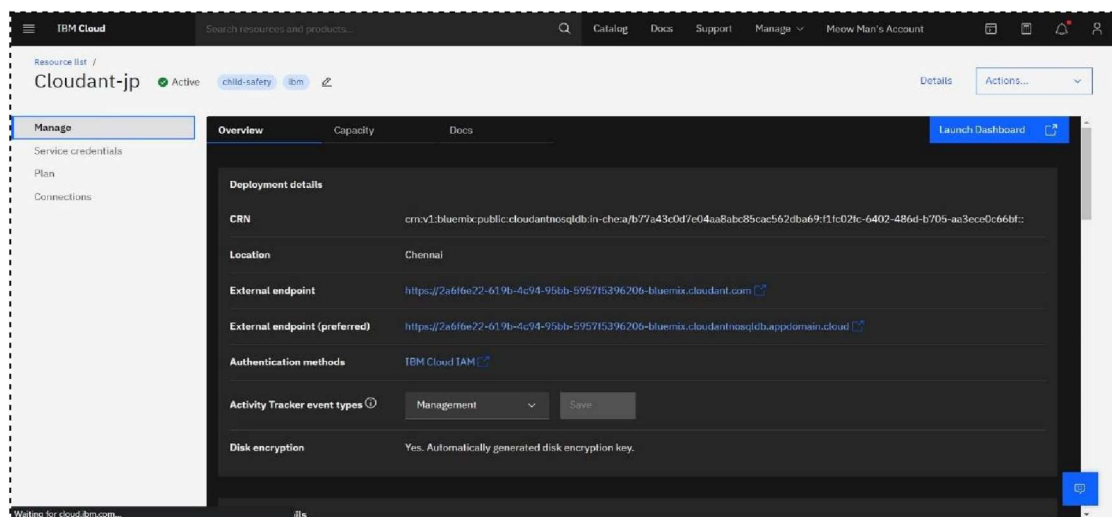 IBM Cloud
Search resources and products...
Catalog Docs Support Manage Meow Man's Account
Resource list /
Cloudant-jp Active child-safety ibm Details Actions...
Manage
Service credentials
Plan
Connections
Overview Capacity Docs Launch Dashboard
Deployment details
CRN crn:v1:bluemix:public:cloudantnosqldb:in-che:a/b77a43c0d7e04aa8abc85cac562dba69:f1fc02fc-6402-486d-b705-aa3ece0c66bf::
Location Chennai
External endpoint https://2a6f6e22-619b-4c94-95bb-5957f5396206-bluemix.cloudant.com
External endpoint (preferred) https://2a6f6e22-619b-4c94-95bb-5957f5396206-bluemix.cloudantnosqldb.appdomain.cloud
Authentication methods IBM Cloud IAM
Activity Tracker event types Management Save
Disk encryption Yes. Automatically generated disk encryption key.
Waiting for cloud.ibm.com...